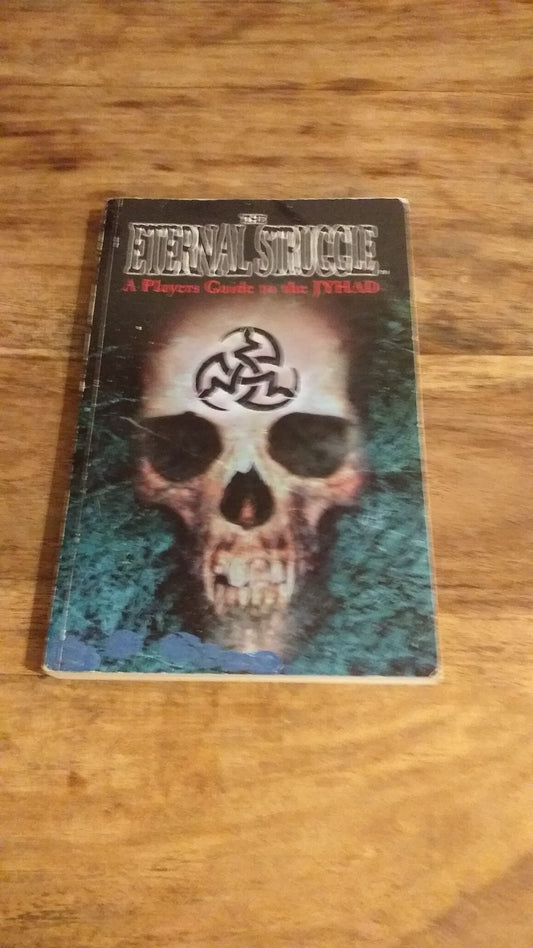 THE
ETERNAL STRUGGLE
A Players Guide to the JYHAD